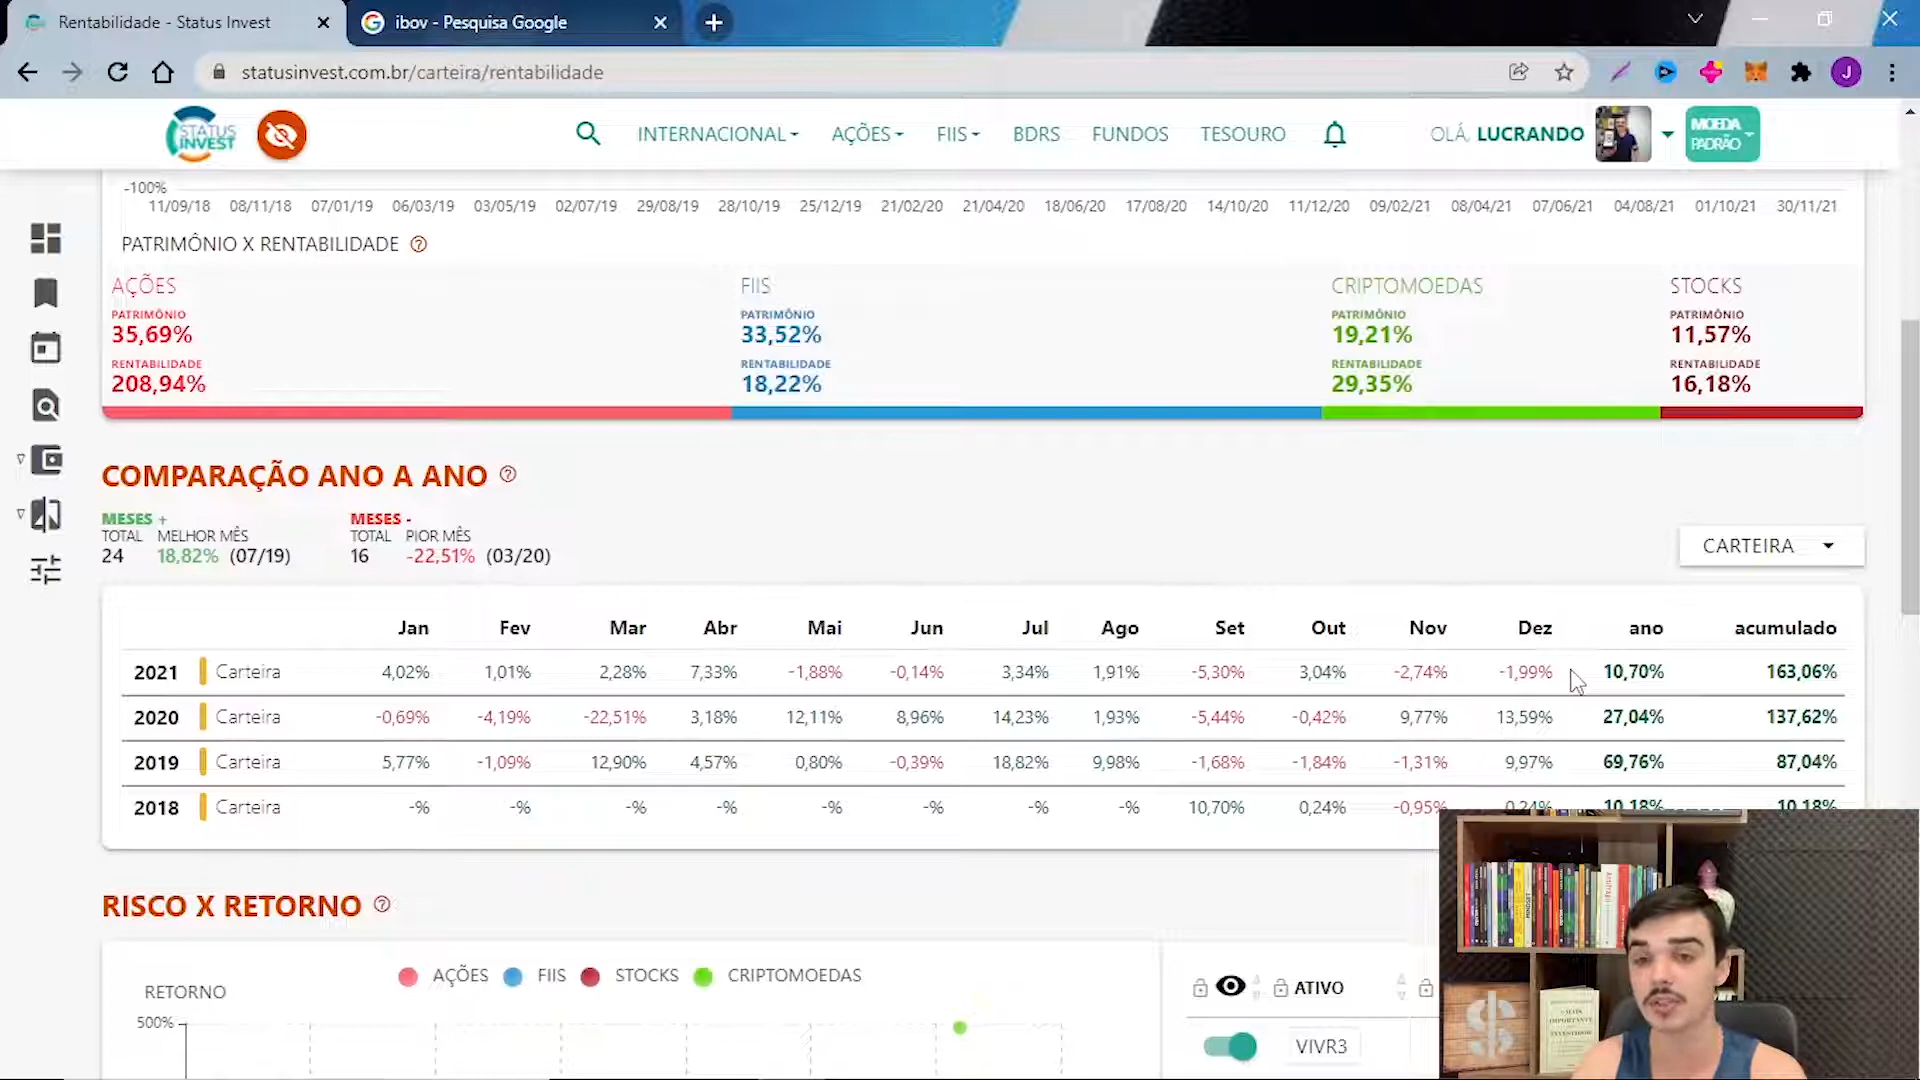 Rentabilidade - Status Invest
ibov - Pesquisa Google
statusinvest.com.br/carteira/rentabilidade
J
STATUS INVEST
INTERNACIONAL AÇÕES FIIS BDRS FUNDOS TESOURO
OLÁ, LUCRANDO
MOEDA PADRÃO
-100%
11/09/18 08/11/18 07/01/19 06/03/19 03/05/19 02/07/19 29/08/19 28/10/19 25/12/19 21/02/20 21/04/20 18/06/20 17/08/20 14/10/20 11/12/20 09/02/21 08/04/21 07/06/21 04/08/21 01/10/21 30/11/21
PATRIMÔNIO X RENTABILIDADE
AÇÕES FIIS CRIPTOMOEDAS STOCKS
PATRIMÔNIO PATRIMÔNIO PATRIMÔNIO PATRIMÔNIO
35,69% 33,52% 19,21% 11,57%
RENTABILIDADE RENTABILIDADE RENTABILIDADE RENTABILIDADE
208,94% 18,22% 29,35% 16,18%
COMPARAÇÃO ANO A ANO
MESES + MESES -
TOTAL MELHOR MÊS TOTAL PIOR MÊS
24 18,82% (07/19) 16 -22,51% (03/20)
CARTEIRA
Jan Fev Mar Abr Mai Jun Jul Ago Set Out Nov Dez ano acumulado
2021 Carteira 4,02% 1,01% 2,28% 7,33% -1,88% -0,14% 3,34% 1,91% -5,30% 3,04% -2,74% -1,99% 10,70% 163,06%
2020 Carteira -0,69% -4,19% -22,51% 3,18% 12,11% 8,96% 14,23% 1,93% -5,44% -0,42% 9,77% 13,59% 27,04% 137,62%
2019 Carteira 5,77% -1,09% 12,90% 4,57% 0,80% -0,39% 18,82% 9,98% -1,68% -1,84% -1,31% 9,97% 69,76% 87,04%
2018 Carteira -% -% -% -% -% -% -% -% 10,70% 0,24% -0,95% 0,24% 10,18% 10,18%
RISCO X RETORNO
AÇÕES FIIS STOCKS CRIPTOMOEDAS
RETORNO
500%
ATIVO
VIVR3